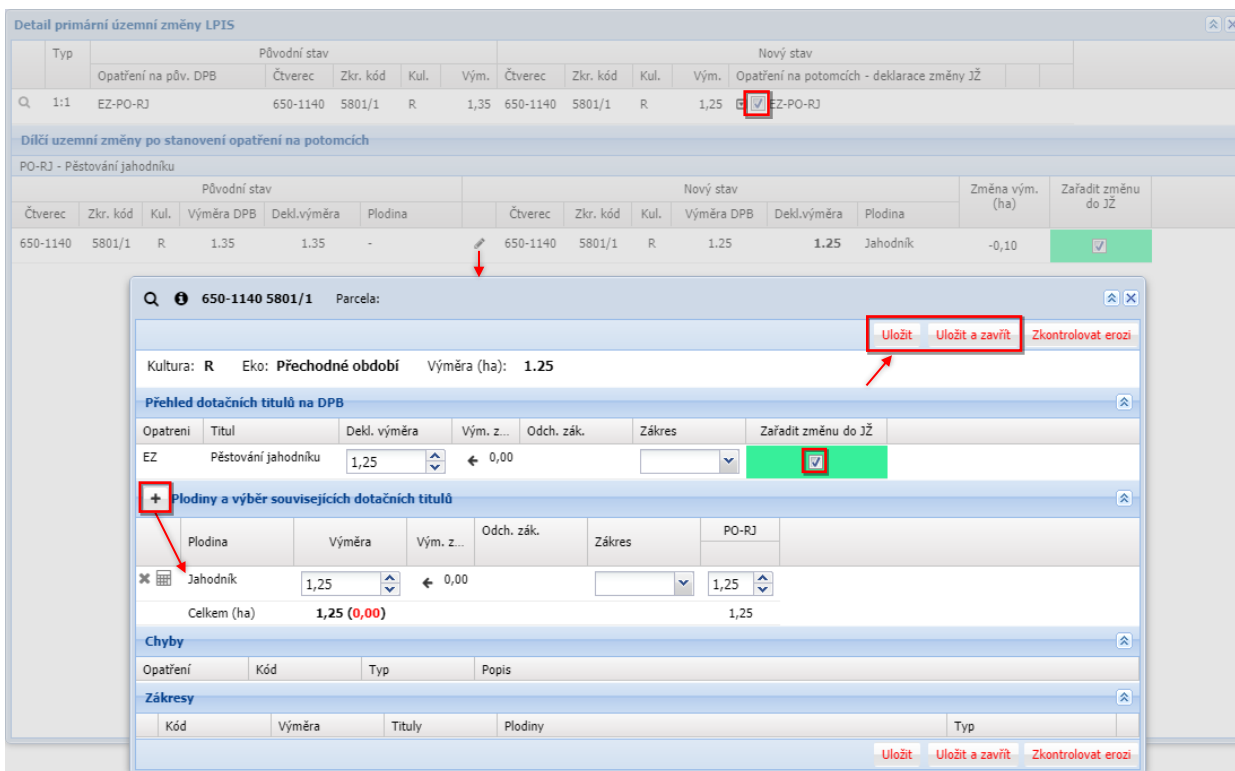 Detail primární územní změny LPIS
Typ Původní stav Nový stav
Opatření na pův. DPB Čtverec Zkr. kód Kul. Vým. Čtverec Zkr. kód Kul. Vým. Opatření na potomcích - deklarace změny JŽ
1:1 EZ-PO-RJ 650-1140 5801/1 R 1,35 650-1140 5801/1 R 1,25 EZ-PO-RJ
Dílčí uzemní změny po stanovení opatření na potomcích
PO-RJ - Pěstování jahodníku
Původní stav Nový stav Změna vým. (ha) Zařadit změnu do JŽ
Čtverec Zkr. kód Kul. Výměra DPB Dekl.výměra Plodina Čtverec Zkr. kód Kul. Výměra DPB Dekl.výměra Plodina
650-1140 5801/1 R 1.35 1.35 - 650-1140 5801/1 R 1.25 1.25 Jahodník -0,10
650-1140 5801/1 Parcela:
Uložit Uložit a zavřít Zkontrolovat erozi
Kultura: R Eko: Přechodné období Výměra (ha): 1.25
Přehled dotačních titulů na DPB
Opatreni Titul Dekl. výměra Vým. z... Odch. zák. Zákres Zařadit změnu do JŽ
EZ Pěstování jahodníku 1,25 0,00
+ Plodiny a výběr souvisejících dotačních titulů
Plodina Výměra Vým. z... Odch. zák. Zákres PO-RJ
Jahodník 1,25 0,00 1,25
Celkem (ha) 1,25 (0,00) 1,25
Chyby
Opatření Kód Typ Popis
Zákresy
Kód Výměra Tituly Plodiny Typ
Uložit Uložit a zavřít Zkontrolovat erozi